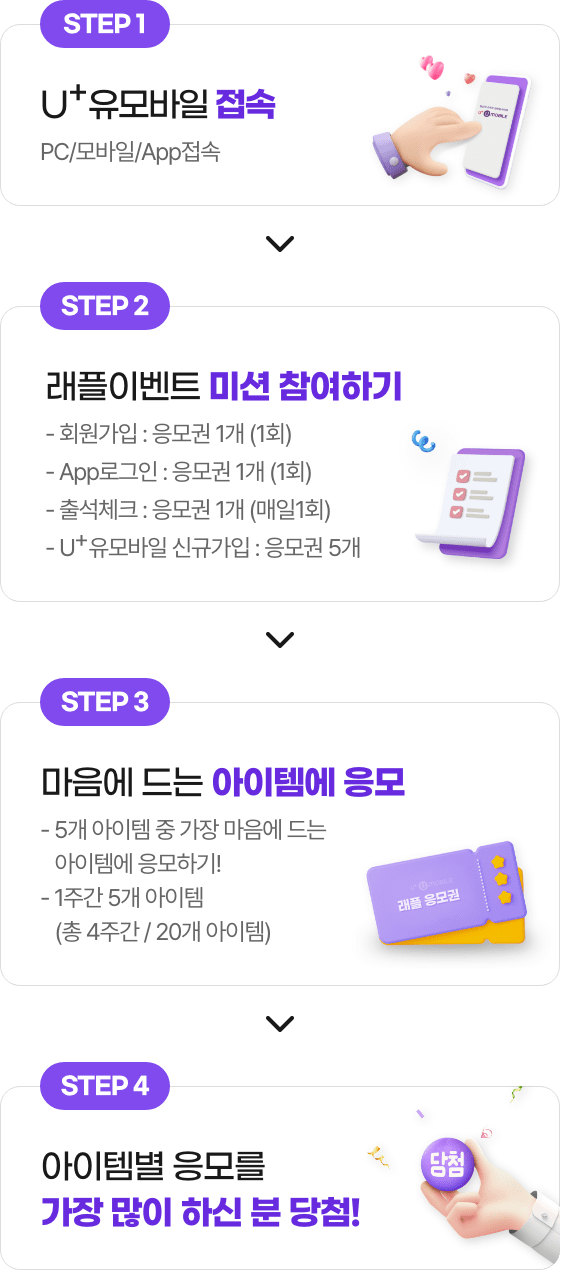 STEP 1
U⁺유모바일 접속
PC/모바일/App접속
U⁺ MOBILE
STEP 2
래플이벤트 미션 참여하기
- 회원가입 : 응모권 1개 (1회)
- App로그인 : 응모권 1개 (1회)
- 출석체크 : 응모권 1개 (매일1회)
- U⁺유모바일 신규가입 : 응모권 5개
STEP 3
마음에 드는 아이템에 응모
- 5개 아이템 중 가장 마음에 드는
아이템에 응모하기!
- 1주간 5개 아이템
(총 4주간 / 20개 아이템)
U⁺ MOBILE
래플 응모권
STEP 4
아이템별 응모를
가장 많이 하신 분 당첨!
당첨